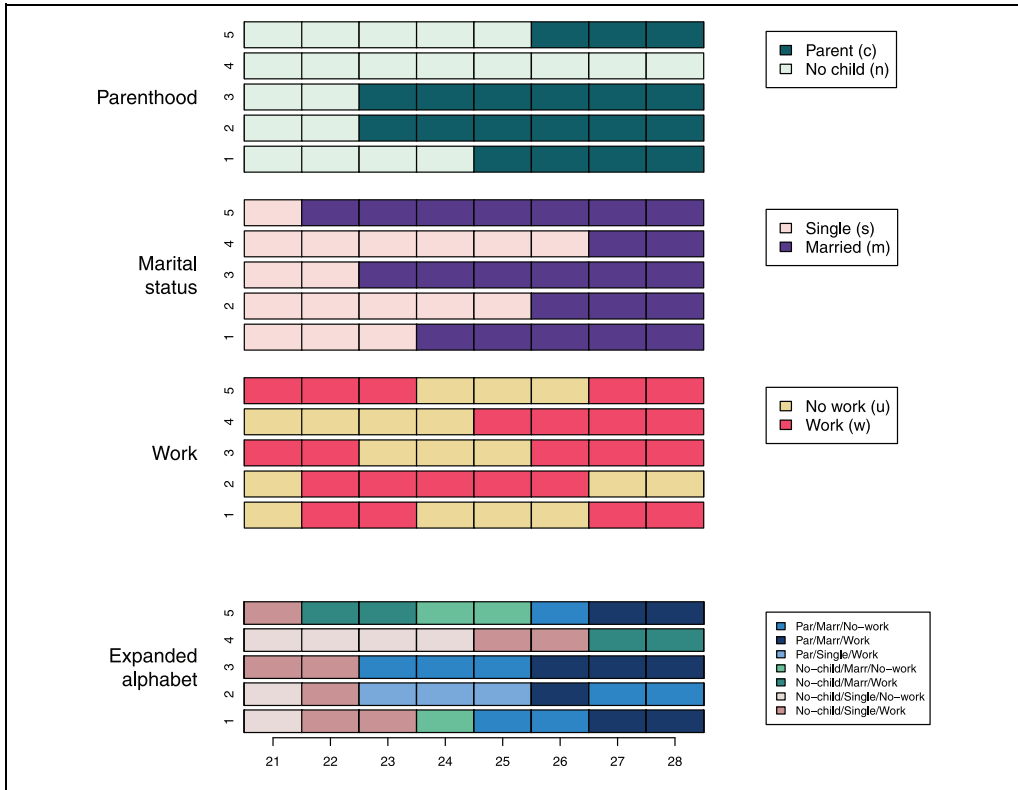 5
4
Parenthood
3
2
1
Parent (c)
No child (n)
5
4
Marital
status
3
2
1
Single (s)
Married (m)
5
4
Work
3
2
1
No work (u)
Work (w)
5
4
Expanded
alphabet
3
2
1
21 22 23 24 25 26 27 28
Par/Marr/No−work
Par/Marr/Work
Par/Single/Work
No−child/Marr/No−work
No−child/Marr/Work
No−child/Single/No−work
No−child/Single/Work